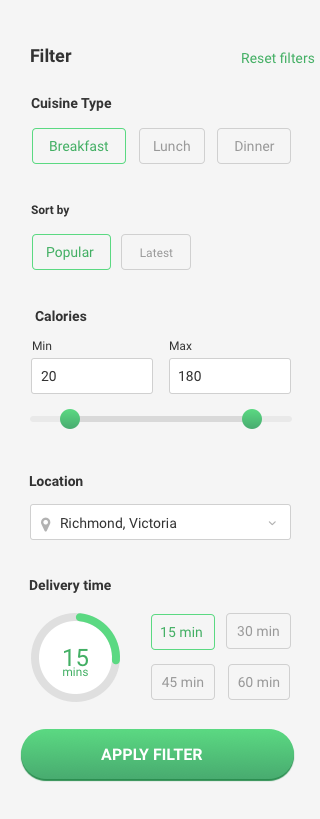 Filter
Reset filters
Cuisine Type
Breakfast
Lunch
Dinner
Sort by
Popular
Latest
Calories
Min
Max
20
180
Location
Richmond, Victoria
Delivery time
15
mins
15 min
30 min
45 min
60 min
APPLY FILTER